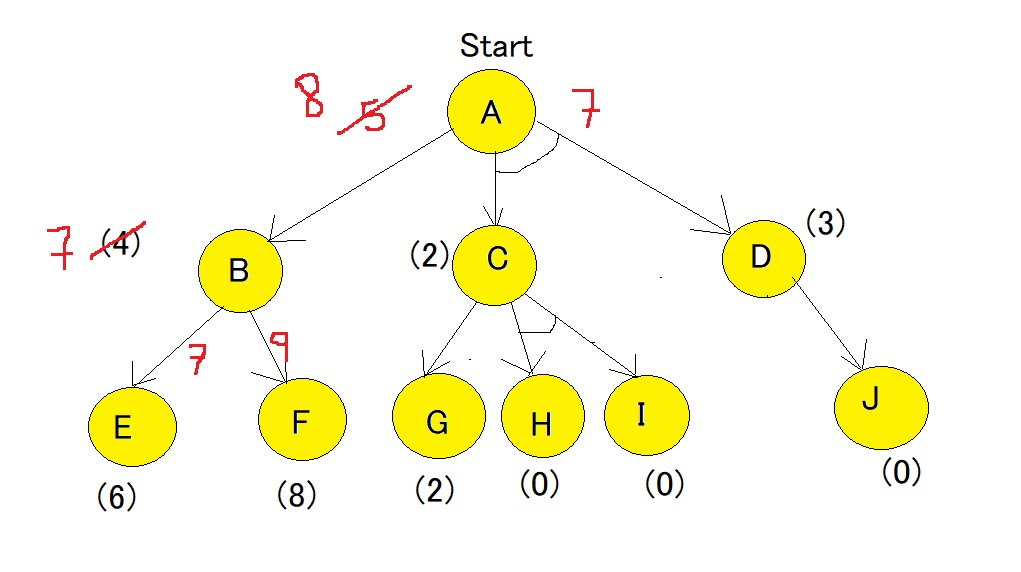 Start
8 5 A 7
7 (4) B (2) C D (3)
7 9
E F G H I J
(6) (8) (2) (0) (0) (0)